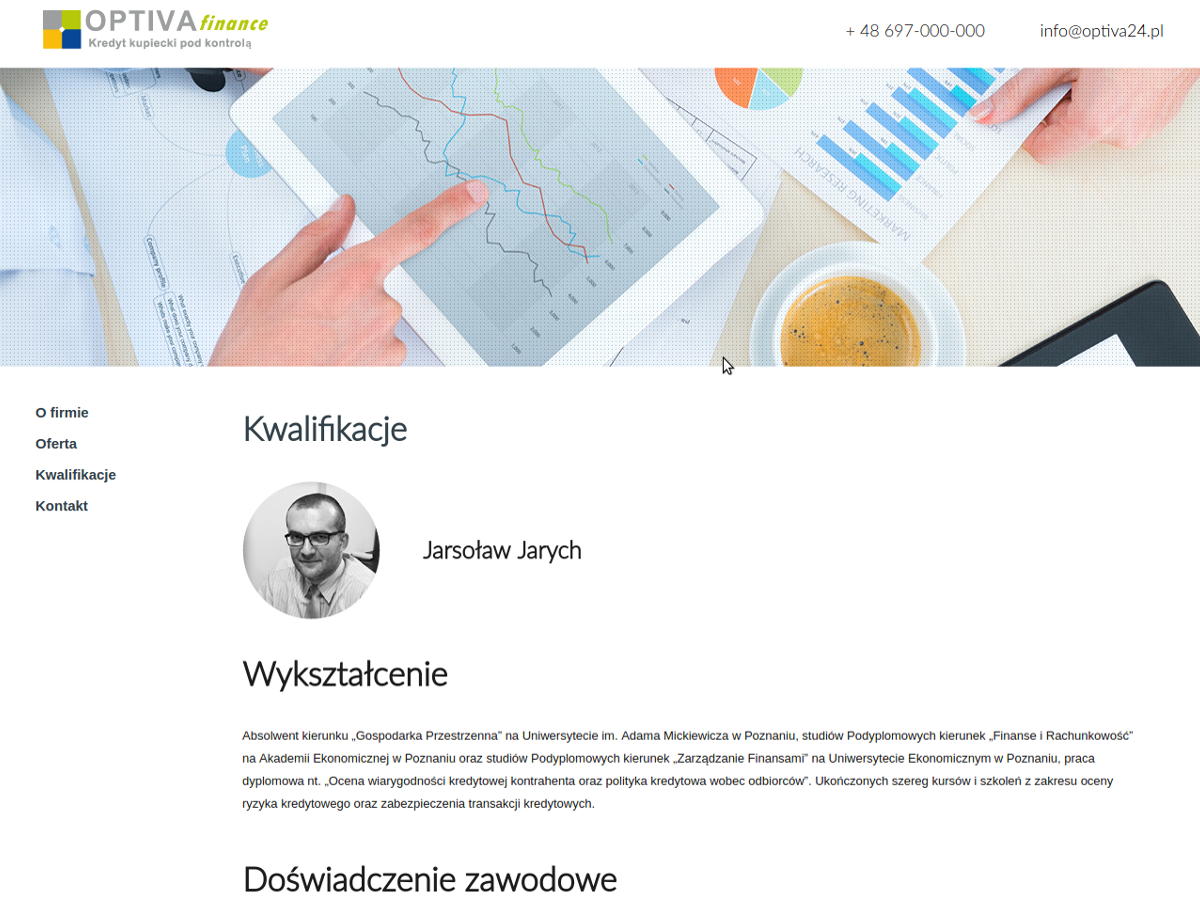 OPTIVA finance
Kredyt kupiecki pod kontrolą
+ 48 697-000-000
info@optiva24.pl
MARKETING RESEARCH
O firmie
Oferta
Kwalifikacje
Kontakt
Kwalifikacje
Jarsoław Jarych
Wykształcenie
Absolwent kierunku „Gospodarka Przestrzenna” na Uniwersytecie im. Adama Mickiewicza w Poznaniu, studiów Podyplomowych kierunek „Finanse i Rachunkowość”
na Akademii Ekonomicznej w Poznaniu oraz studiów Podyplomowych kierunek „Zarządzanie Finansami” na Uniwersytecie Ekonomicznym w Poznaniu, praca
dyplomowa nt. „Ocena wiarygodności kredytowej kontrahenta oraz polityka kredytowa wobec odbiorców”. Ukończonych szereg kursów i szkoleń z zakresu oceny
ryzyka kredytowego oraz zabezpieczenia transakcji kredytowych.
Doświadczenie zawodowe